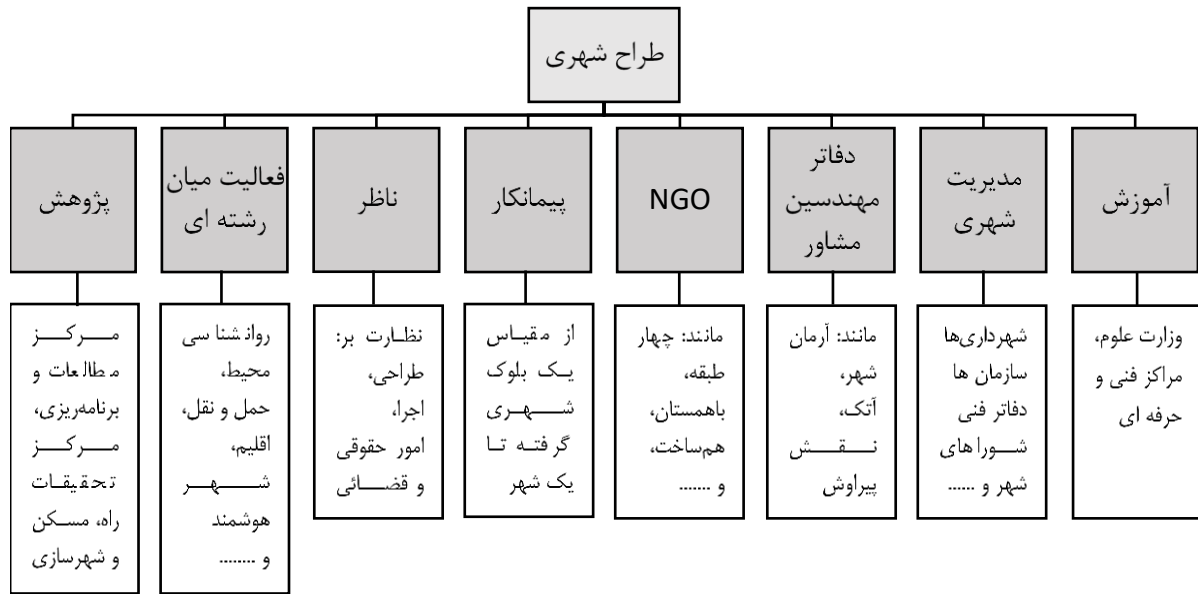 طراح شهری
آموزش
مدیریت
شهری
دفاتر
مهندسین
مشاور
NGO
پیمانکار
ناظر
فعالیت میان
رشته ای
پژوهش
وزارت علوم،
مراکز فنی و
حرفه ای
شهرداری‌ها
سازمان ها
دفاتر فنی
شوراهای
شهر و ......
مانند: آرمان
شهر،
آتک،
نقش
پیراوش
مانند: چهار
طبقه،
باهمستان،
هم‌ساخت،
و .......
از مقیاس
یک بلوک
شهری
گرفته تا
یک شهر
نظارت بر:
طراحی،
اجرا،
امور حقوقی
و قضائی
روانشناسی
محیط،
حمل و نقل،
اقلیم،
شهر
هوشمند
و ........
مرکز
مطالعات و
برنامه‌ریزی،
مرکز
تحقیقات
راه، مسکن
و شهرسازی